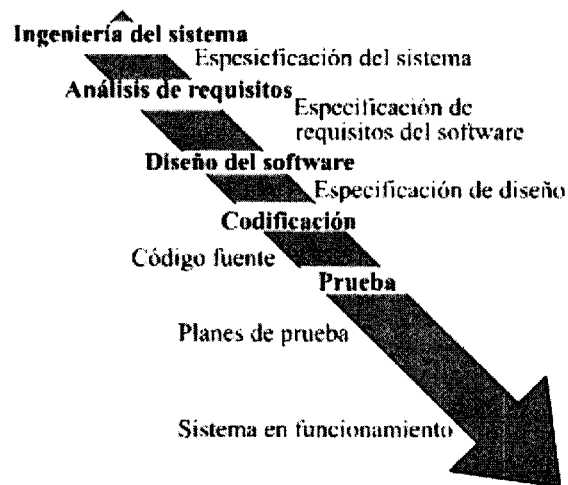 Ingeniería del sistema
Espesicficación del sistema
Análisis de requisitos
Especificación de
requisitos del software
Diseño del software
Especificación de diseño
Codificación
Código fuente
Prueba
Planes de prueba
Sistema en funcionamiento